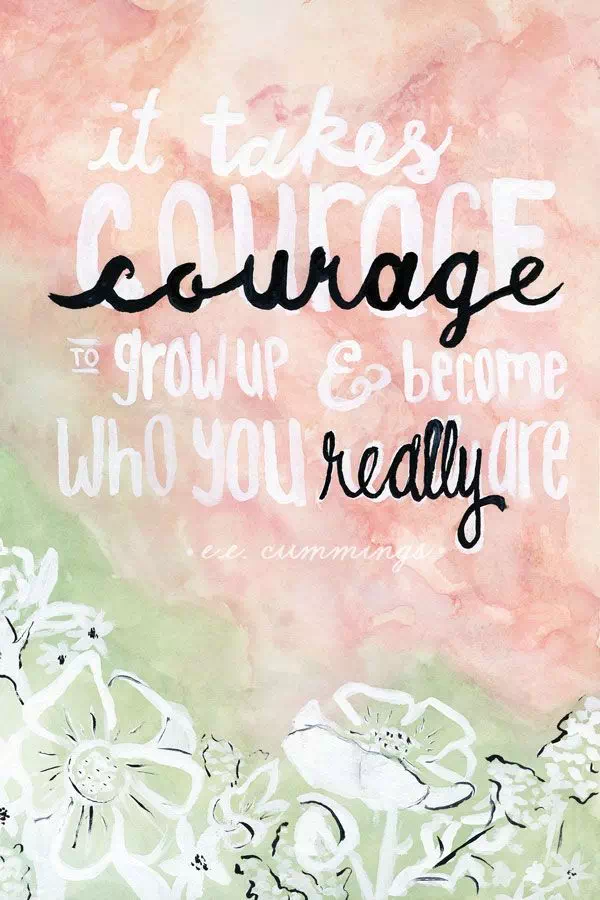 it takes
COURAGE
courage
TO grow up & become
who you really are
• e.e. cummings •